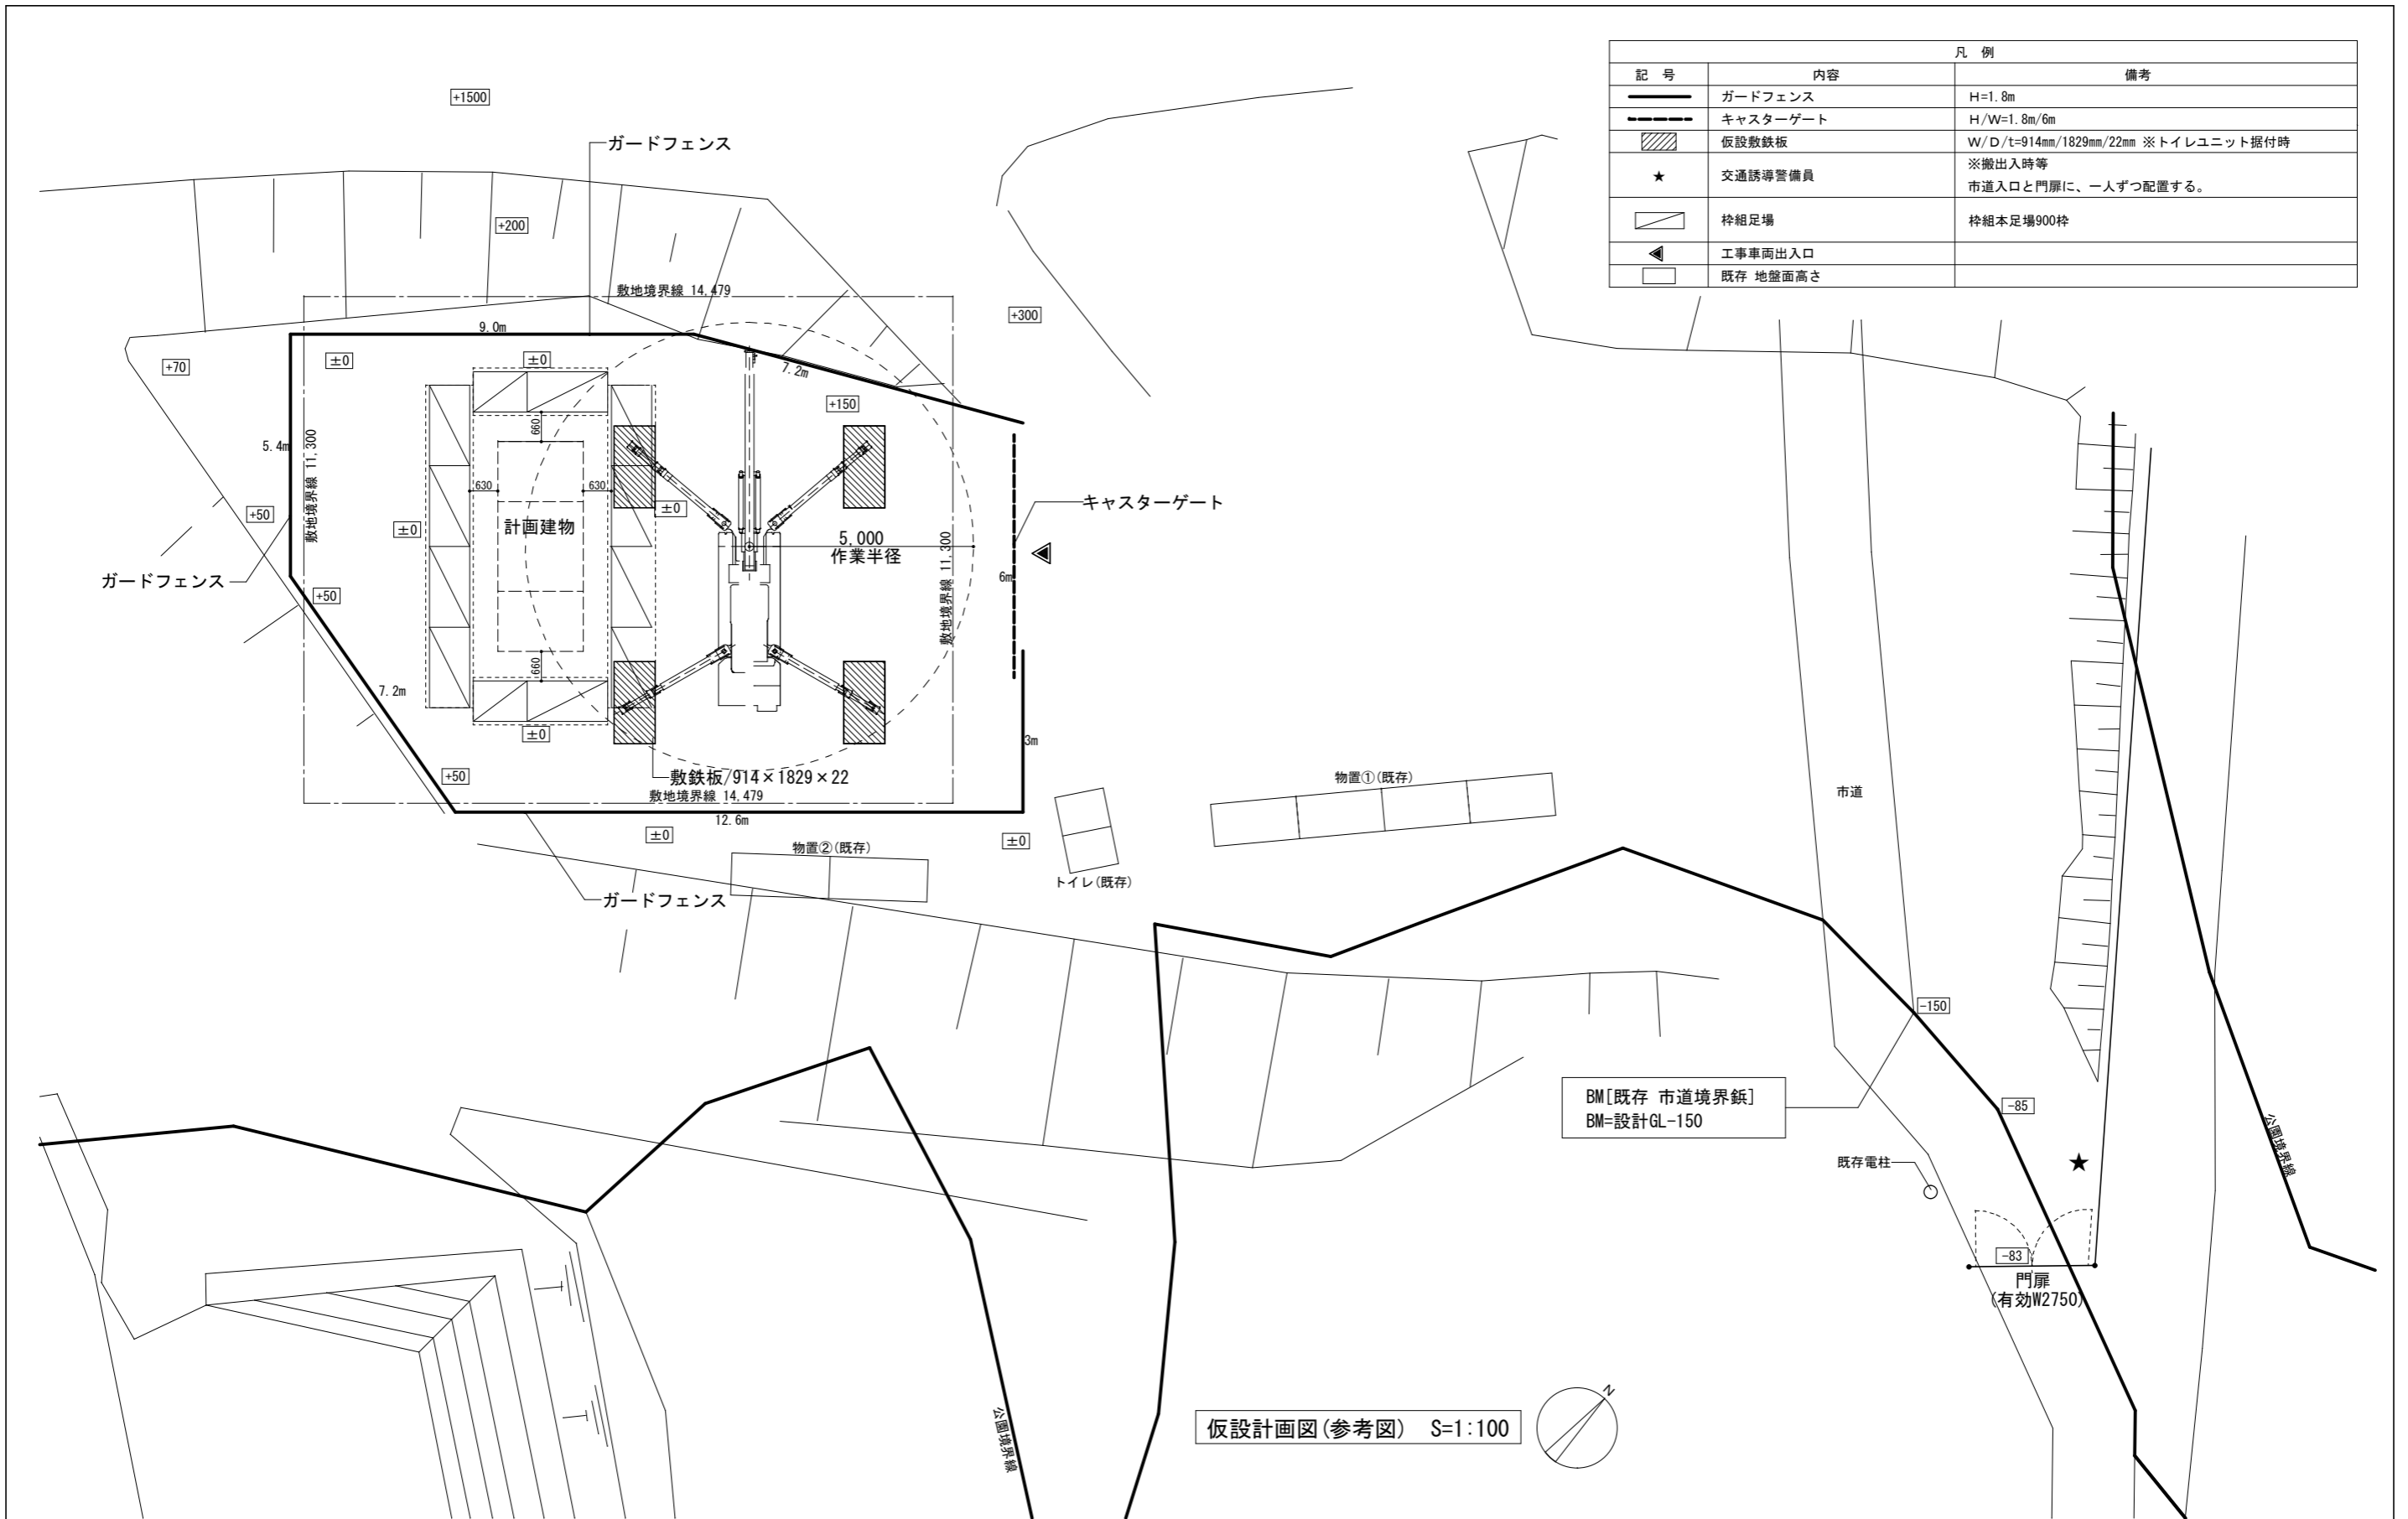 凡 例
記 号 内容 備考
ガードフェンス H=1.8m
キャスターゲート H/W=1.8m/6m
仮設敷鉄板 W/D/t=914mm/1829mm/22mm ※トイレユニット据付時
★ 交通誘導警備員 ※搬出入時等
市道入口と門扉に、一人ずつ配置する。
枠組足場 枠組本足場900枠
工事車両出入口
既存 地盤面高さ
+1500
ガードフェンス
+200
敷地境界線 14,479
+300
9.0m
±0
±0
+70
7.2m
+150
660
5.4m
敷地境界線 11,300
630
630
キャスターゲート
±0
+50
±0
計画建物
5,000
作業半径
敷地境界線 11,300
6m
ガードフェンス
+50
660
7.2m
±0
3m
+50
敷鉄板/914×1829×22
敷地境界線 14,479
12.6m
±0
±0
物置①(既存)
市道
物置②(既存)
トイレ(既存)
ガードフェンス
-150
BM[既存 市道境界鋲]
BM=設計GL-150
-85
公園境界線
既存電柱
★
-83
門扉
(有効W2750)
公園境界線
仮設計画図(参考図) S=1:100
N